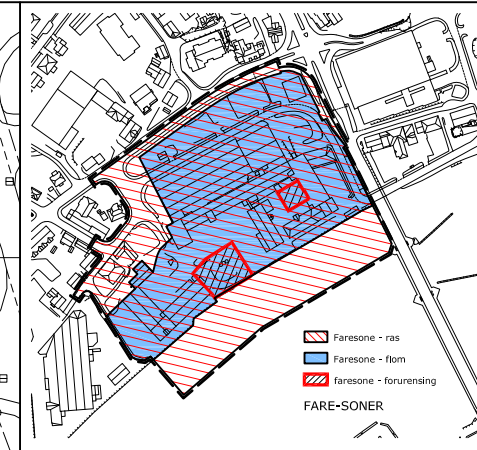 Faresone - ras
Faresone - flom
faresone - forurensing
FARE-SONER